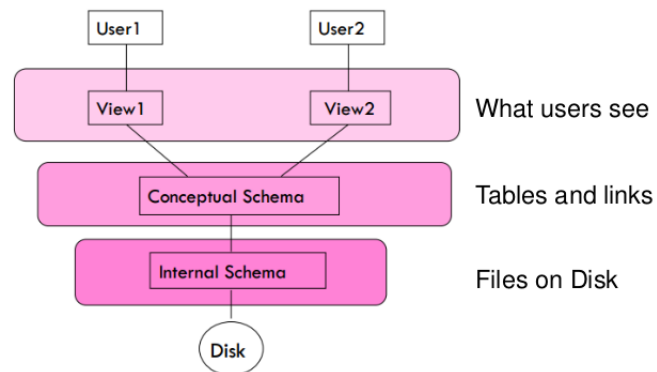 User1
User2
View1
View2
What users see
Conceptual Schema
Tables and links
Internal Schema
Files on Disk
Disk